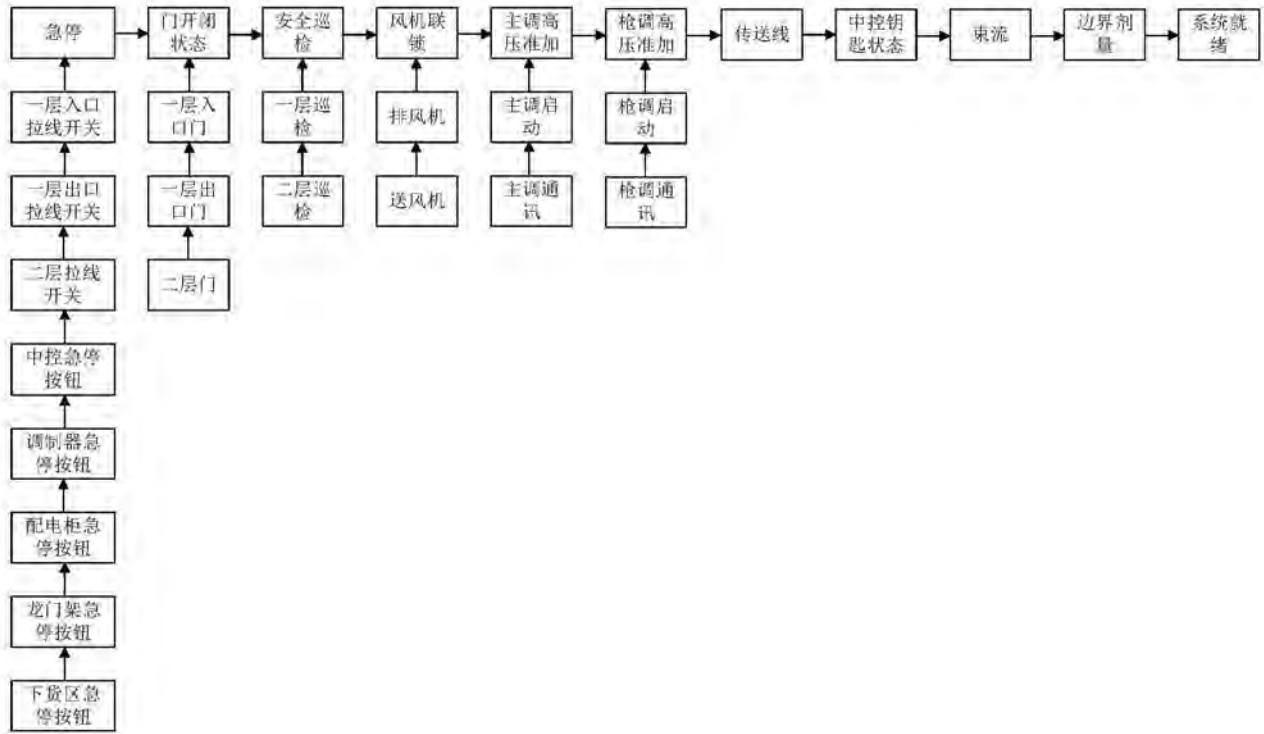 急停
门开闭
状态
安全巡
检
风机联
锁
主调高
压准加
枪调高
压准加
传送线
中控钥
匙状态
束流
边界剂
量
系统就
绪
一层入口
拉线开关
一层入
口门
一层巡
检
排风机
主调启
动
枪调启
动
一层出口
拉线开关
一层出
口门
二层巡
检
送风机
主调通
讯
枪调通
讯
二层拉线
开关
二层门
中控急停
按钮
调制器急
停按钮
配电柜急
停按钮
龙门架急
停按钮
下货区急
停按钮